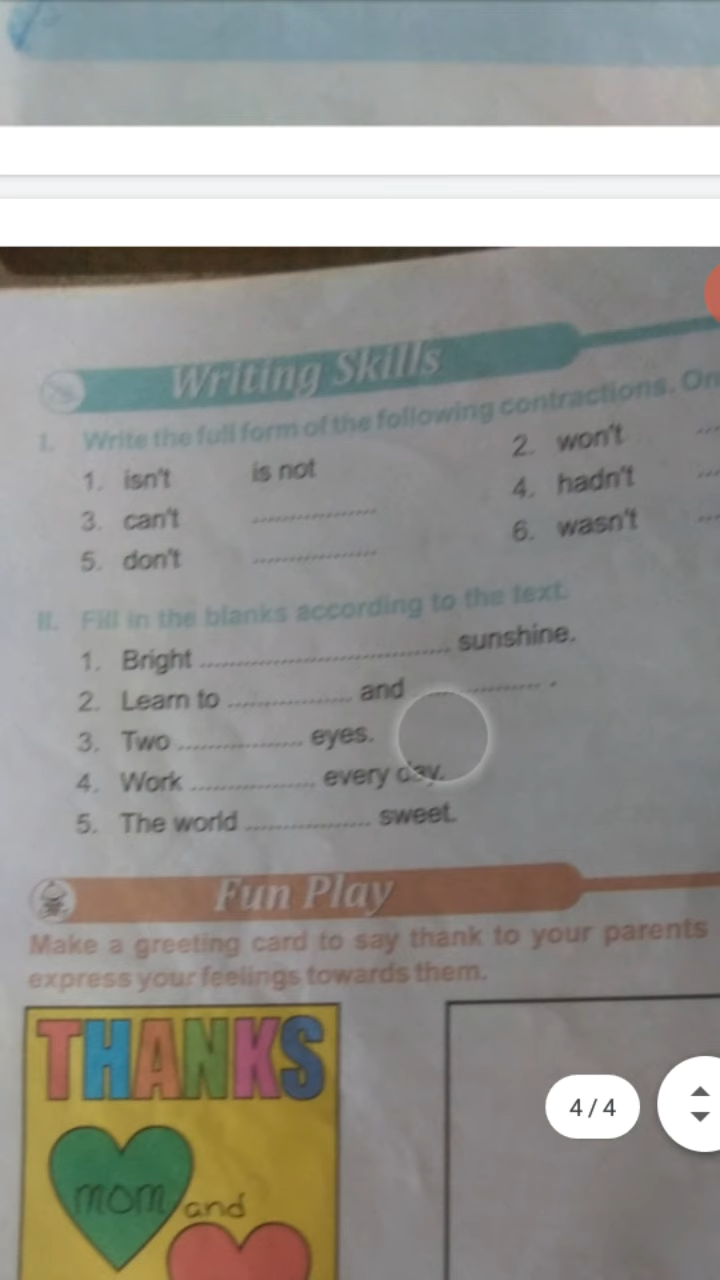 Writing Skills
I. Write the full form of the following contractions. On
1. isn't is not 2. won't ....
3. can't .................... 4. hadn't ....
5. don't .................... 6. wasn't ....
II. Fill in the blanks according to the text.
1. Bright ........................................ sunshine.
2. Learn to .................... and .................... .
3. Two .................... eyes.
4. Work .................... every day.
5. The world .................... sweet.
Fun Play
Make a greeting card to say thank to your parents
express your feelings towards them.
THANKS
mom and
4 / 4